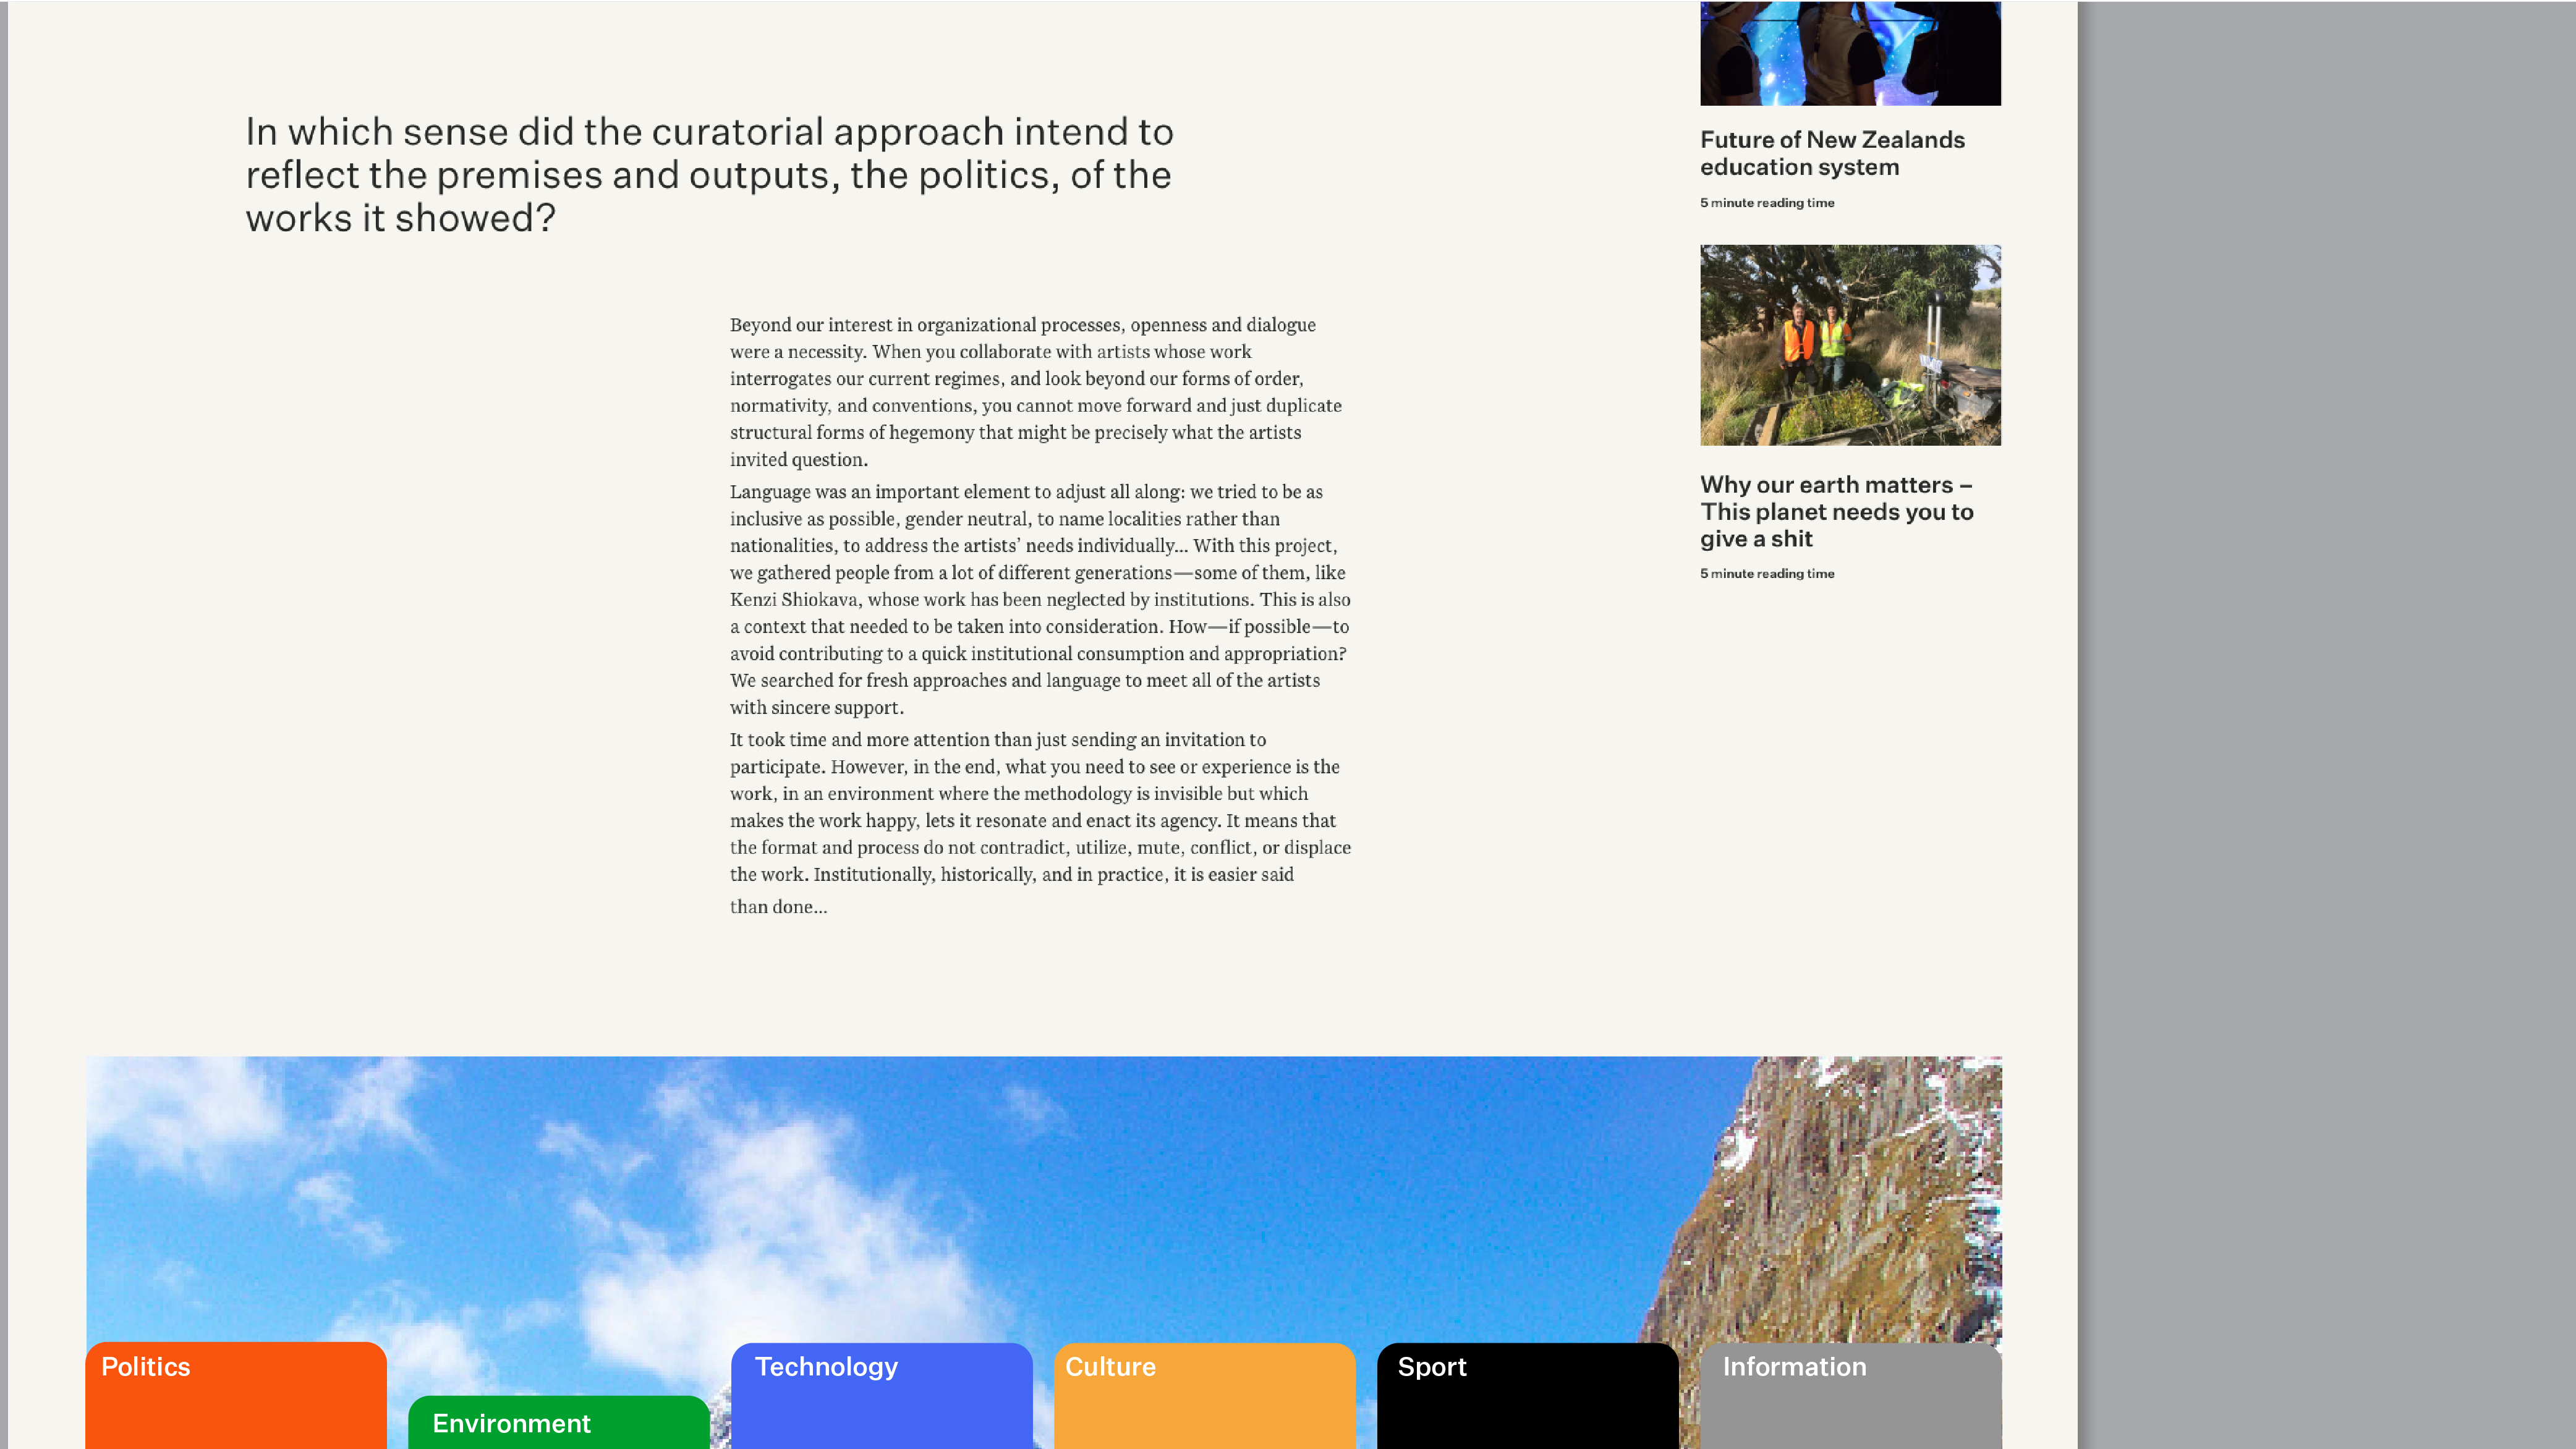 In which sense did the curatorial approach intend to
reflect the premises and outputs, the politics, of the
works it showed?
Beyond our interest in organizational processes, openness and dialogue
were a necessity. When you collaborate with artists whose work
interrogates our current regimes, and look beyond our forms of order,
normativity, and conventions, you cannot move forward and just duplicate
structural forms of hegemony that might be precisely what the artists
invited question.
Language was an important element to adjust all along: we tried to be as
inclusive as possible, gender neutral, to name localities rather than
nationalities, to address the artists’ needs individually... With this project,
we gathered people from a lot of different generations—some of them, like
Kenzi Shiokava, whose work has been neglected by institutions. This is also
a context that needed to be taken into consideration. How—if possible—to
avoid contributing to a quick institutional consumption and appropriation?
We searched for fresh approaches and language to meet all of the artists
with sincere support.
It took time and more attention than just sending an invitation to
participate. However, in the end, what you need to see or experience is the
work, in an environment where the methodology is invisible but which
makes the work happy, lets it resonate and enact its agency. It means that
the format and process do not contradict, utilize, mute, conflict, or displace
the work. Institutionally, historically, and in practice, it is easier said
than done...
Future of New Zealands
education system
5 minute reading time
Why our earth matters –
This planet needs you to
give a shit
5 minute reading time
Politics
Environment
Technology
Culture
Sport
Information